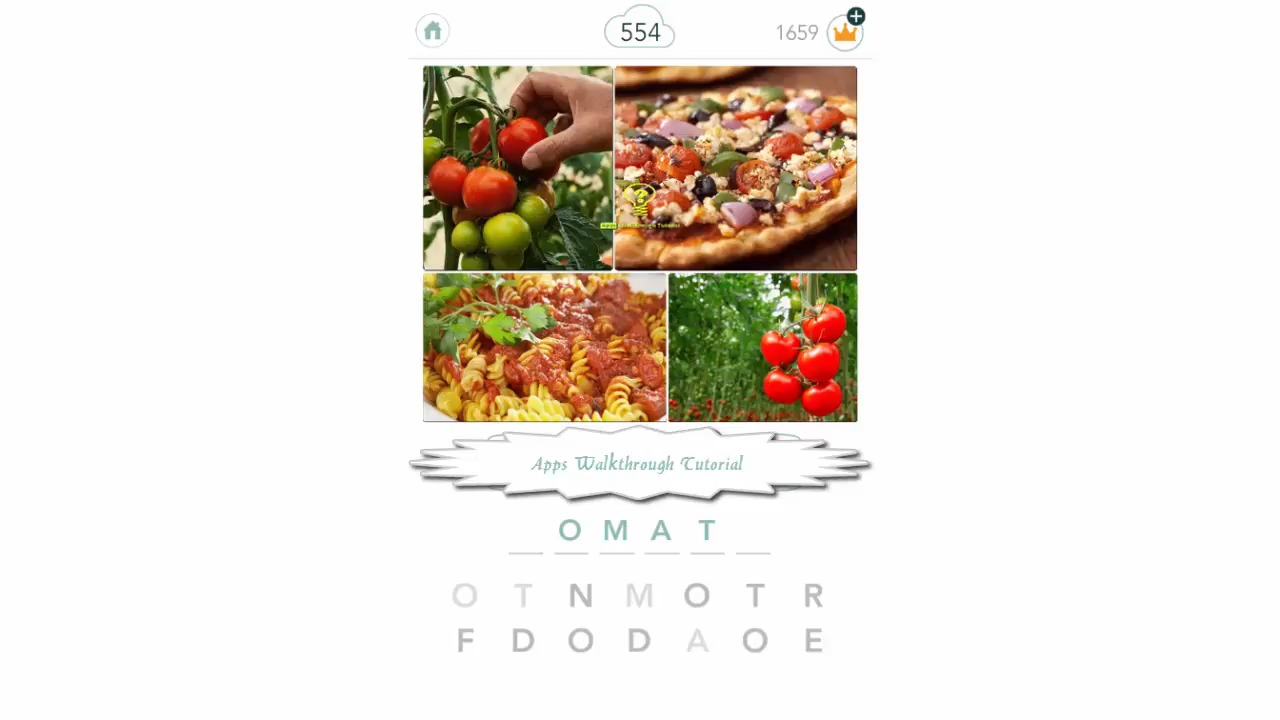 554
1659
Apps Walkthrough Tutorial
O M A T
O T N M O T R
F D O D A O E